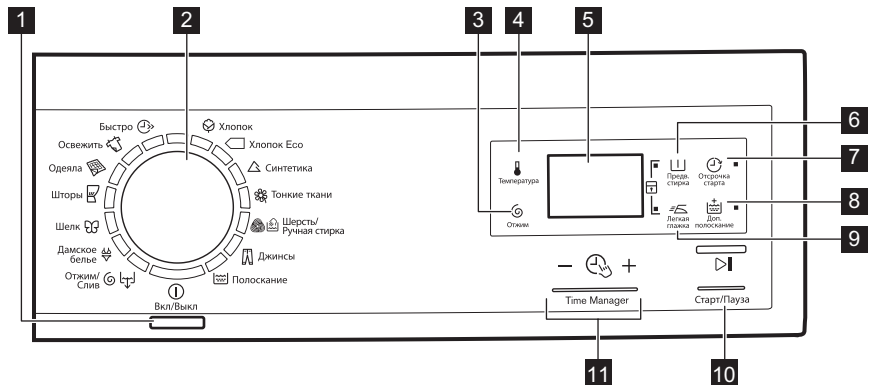 1
2
3
4
5
6
7
8
9
10
11
Быстро
Освежить
Одеяла
Шторы
Шелк
Дамское
белье
Отжим/
Слив
Вкл/Выкл
Хлопок
Хлопок Eco
Синтетика
Тонкие ткани
Шерсть/
Ручная стирка
Джинсы
Полоскание
Температура
Отжим
Предв.
стирка
Отсрочка
старта
Легкая
глажка
Доп.
полоскание
Time Manager
Старт/Пауза